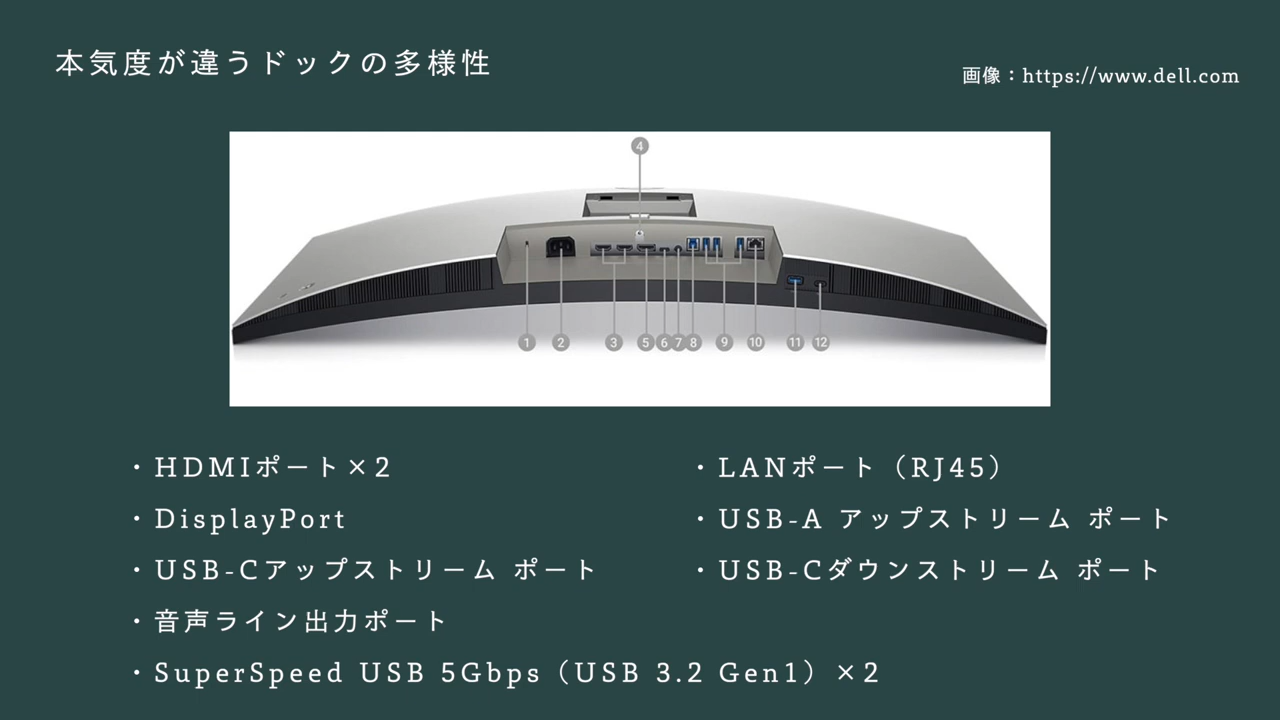 本気度が違うドックの多様性
画像：https://www.dell.com
4
1 2 3 5 6 7 8 9 10 11 12
・HDMIポート×2
・DisplayPort
・USB-Cアップストリーム ポート
・音声ライン出力ポート
・SuperSpeed USB 5Gbps（USB 3.2 Gen1）×2
・LANポート（RJ45）
・USB-A アップストリーム ポート
・USB-Cダウンストリーム ポート